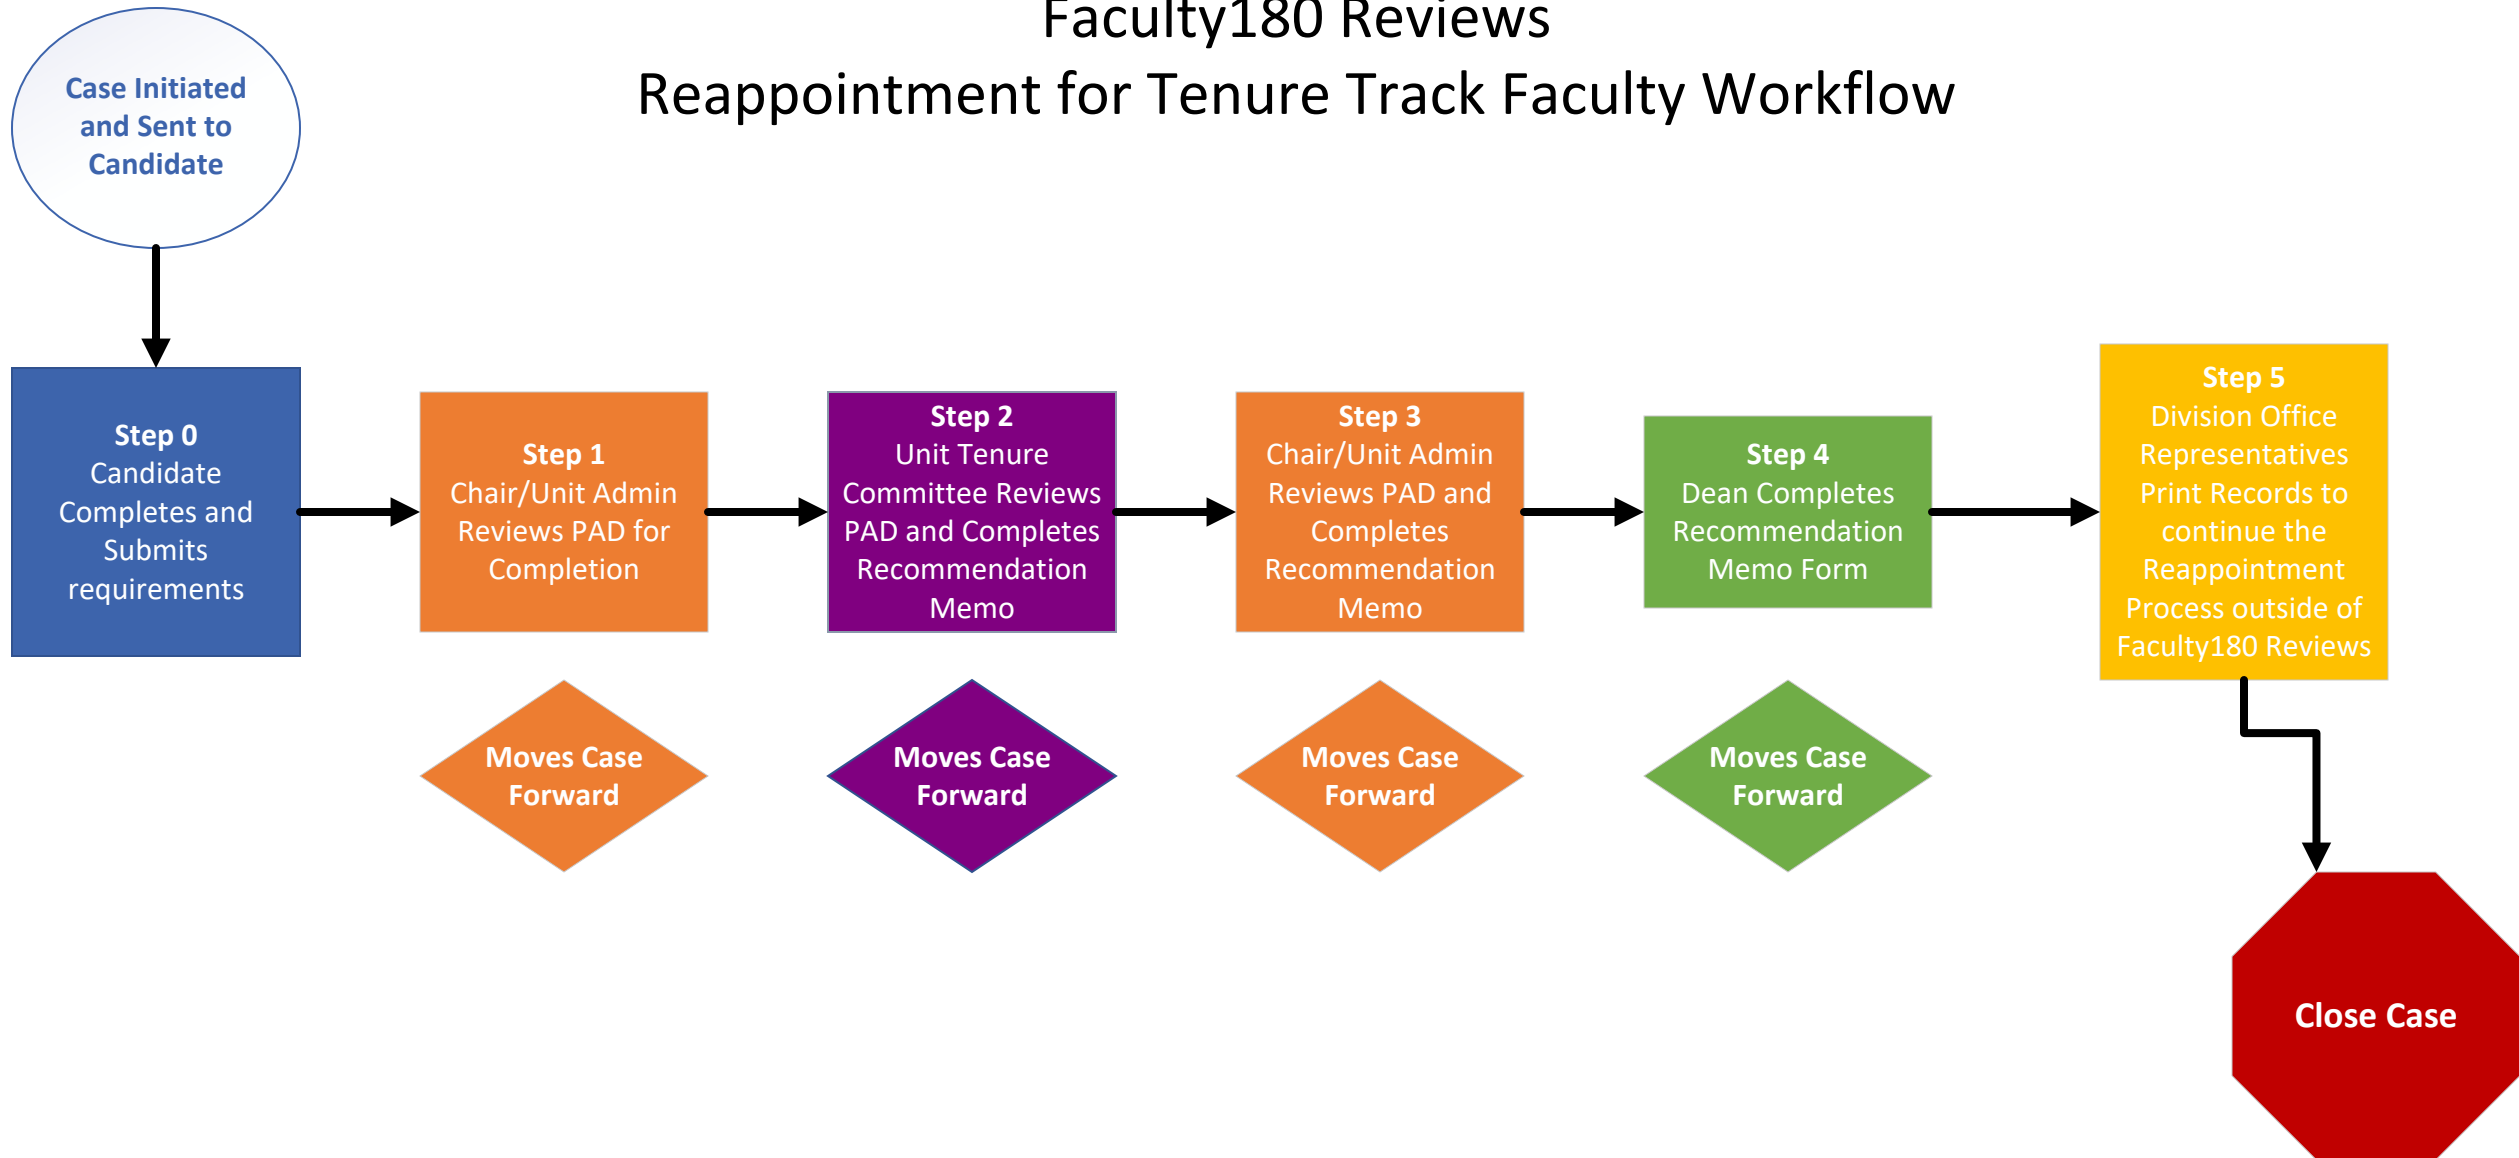 Faculty180 Reviews
Reappointment for Tenure Track Faculty Workflow
Case Initiated
and Sent to
Candidate
Step 0
Candidate
Completes and
Submits
requirements
Step 1
Chair/Unit Admin
Reviews PAD for
Completion
Step 2
Unit Tenure
Committee Reviews
PAD and Completes
Recommendation
Memo
Step 3
Chair/Unit Admin
Reviews PAD and
Completes
Recommendation
Memo
Step 4
Dean Completes
Recommendation
Memo Form
Step 5
Division Office
Representatives
Print Records to
continue the
Reappointment
Process outside of
Faculty180 Reviews
Moves Case
Forward
Moves Case
Forward
Moves Case
Forward
Moves Case
Forward
Close Case